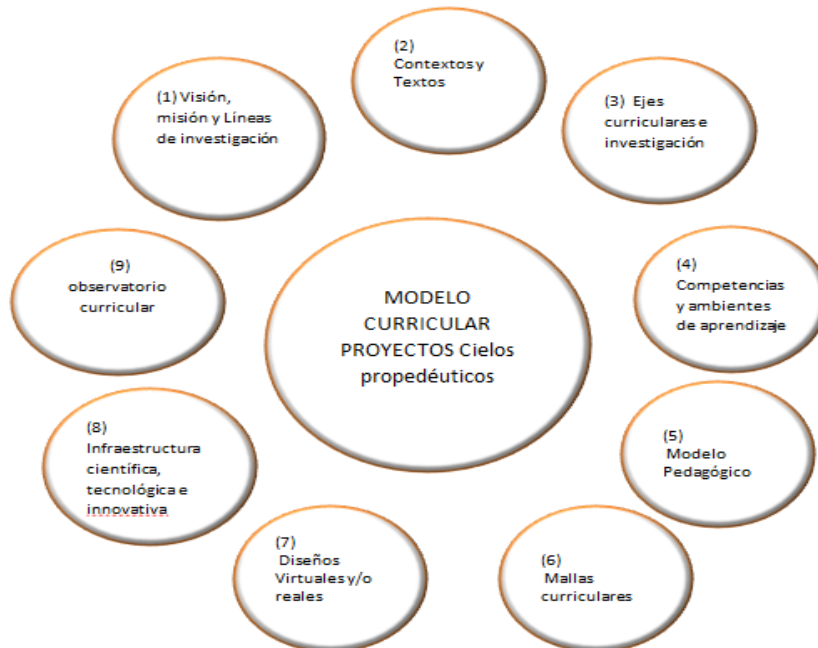 (1) Visión,
misión y Líneas
de investigación
(2)
Contextos y
Textos
(3) Ejes
curriculares e
investigación
(4)
Competencias
y ambientes
de aprendizaje
(5)
Modelo
Pedagógico
(6)
Mallas
curriculares
(7)
Diseños
Virtuales y/o
reales
(8)
Infraestructura
científica,
tecnológica e
innovativa
(9)
observatorio
curricular
MODELO
CURRICULAR
PROYECTOS Cielos
propedéuticos